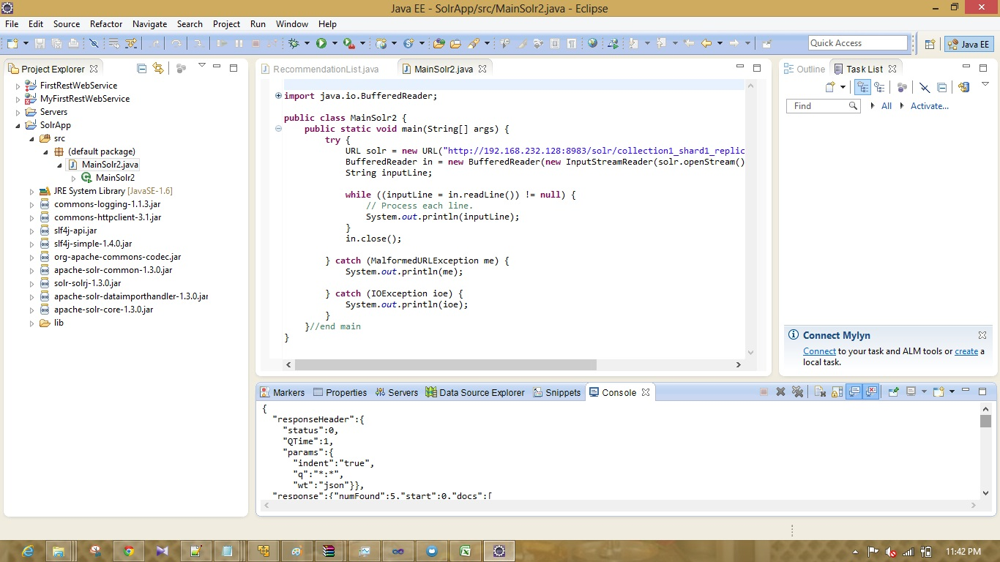 Java EE - SolrApp/src/MainSolr2.java - Eclipse
File Edit Source Refactor Navigate Search Project Run Window Help
Quick Access
Java EE
Project Explorer
FirstRestWebService
MyFirstRestWebService
Servers
SolrApp
src
(default package)
MainSolr2.java
MainSolr2
JRE System Library [JavaSE-1.6]
commons-logging-1.1.3.jar
commons-httpclient-3.1.jar
slf4j-api.jar
slf4j-simple-1.4.0.jar
org-apache-commons-codec.jar
apache-solr-common-1.3.0.jar
solr-solrj-1.3.0.jar
apache-solr-dataimporthandler-1.3.0.jar
apache-solr-core-1.3.0.jar
lib
RecommendationList.java MainSolr2.java
import java.io.BufferedReader;
public class MainSolr2 {
public static void main(String[] args) {
try {
URL solr = new URL("http://192.168.232.128:8983/solr/collection1_shard1_replic
BufferedReader in = new BufferedReader(new InputStreamReader(solr.openStream()
String inputLine;
while ((inputLine = in.readLine()) != null) {
// Process each line.
System.out.println(inputLine);
}
in.close();
} catch (MalformedURLException me) {
System.out.println(me);
} catch (IOException ioe) {
System.out.println(ioe);
}
}//end main
}
Outline Task List
Find All Activate...
Connect Mylyn
Connect to your task and ALM tools or create a
local task.
Markers Properties Servers Data Source Explorer Snippets Console
{
"responseHeader":{
"status":0,
"QTime":1,
"params":{
"indent":"true",
"q":"*:*",
"wt":"json"}},
"response":{"numFound":5,"start":0,"docs":[
11:42 PM